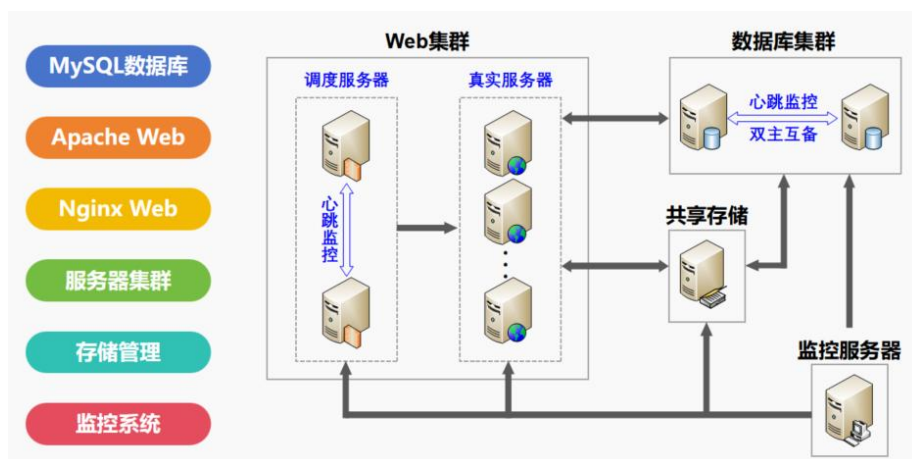 MySQL数据库
Apache Web
Nginx Web
服务器集群
存储管理
监控系统
Web集群
调度服务器
真实服务器
心跳监控
数据库集群
心跳监控
双主互备
共享存储
监控服务器